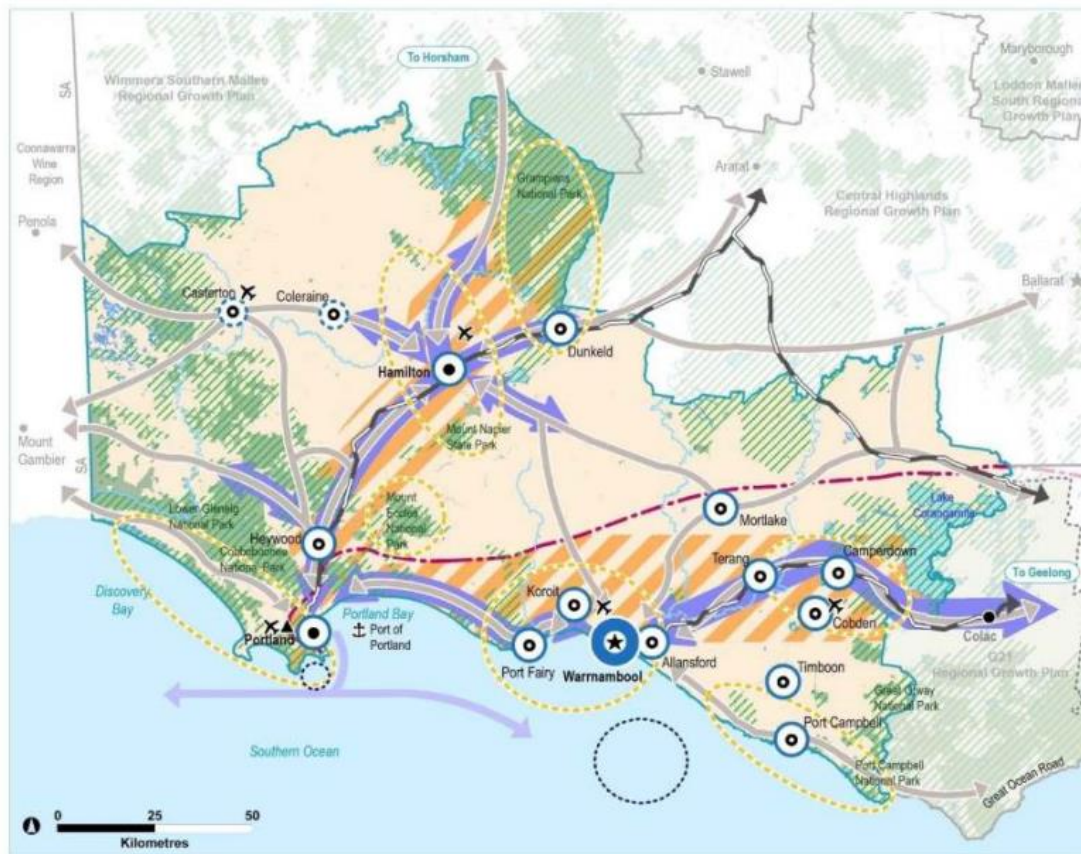 To Horsham
Maryborough
Stawell
Wimmera Southern Mallee
Regional Growth Plan
Loddon Mallee
South Regional
Growth Plan
SA
Coonawarra
Wine
Region
Ararat
Grampians
National Park
Central Highlands
Regional Growth Plan
Penola
Ballarat
Casterton
Coleraine
Dunkeld
Hamilton
Mount Napier
State Park
Mount
Gambier
SA
Lower Glenelg
National Park
Mount
Eccles
National
Park
Mortlake
Lake
Corangamite
Heywood
Cobboboonee
National Park
Terang
Camperdown
To Geelong
Discovery
Bay
Koroit
Portland Bay
Cobden
Portland
Port of
Portland
Colac
Port Fairy
Warrnambool
Allansford
G21
Regional Growth Plan
Timboon
Great Otway
National Park
Port Campbell
Southern Ocean
Port Campbell
National Park
Great Ocean Road
0 25 50
Kilometres